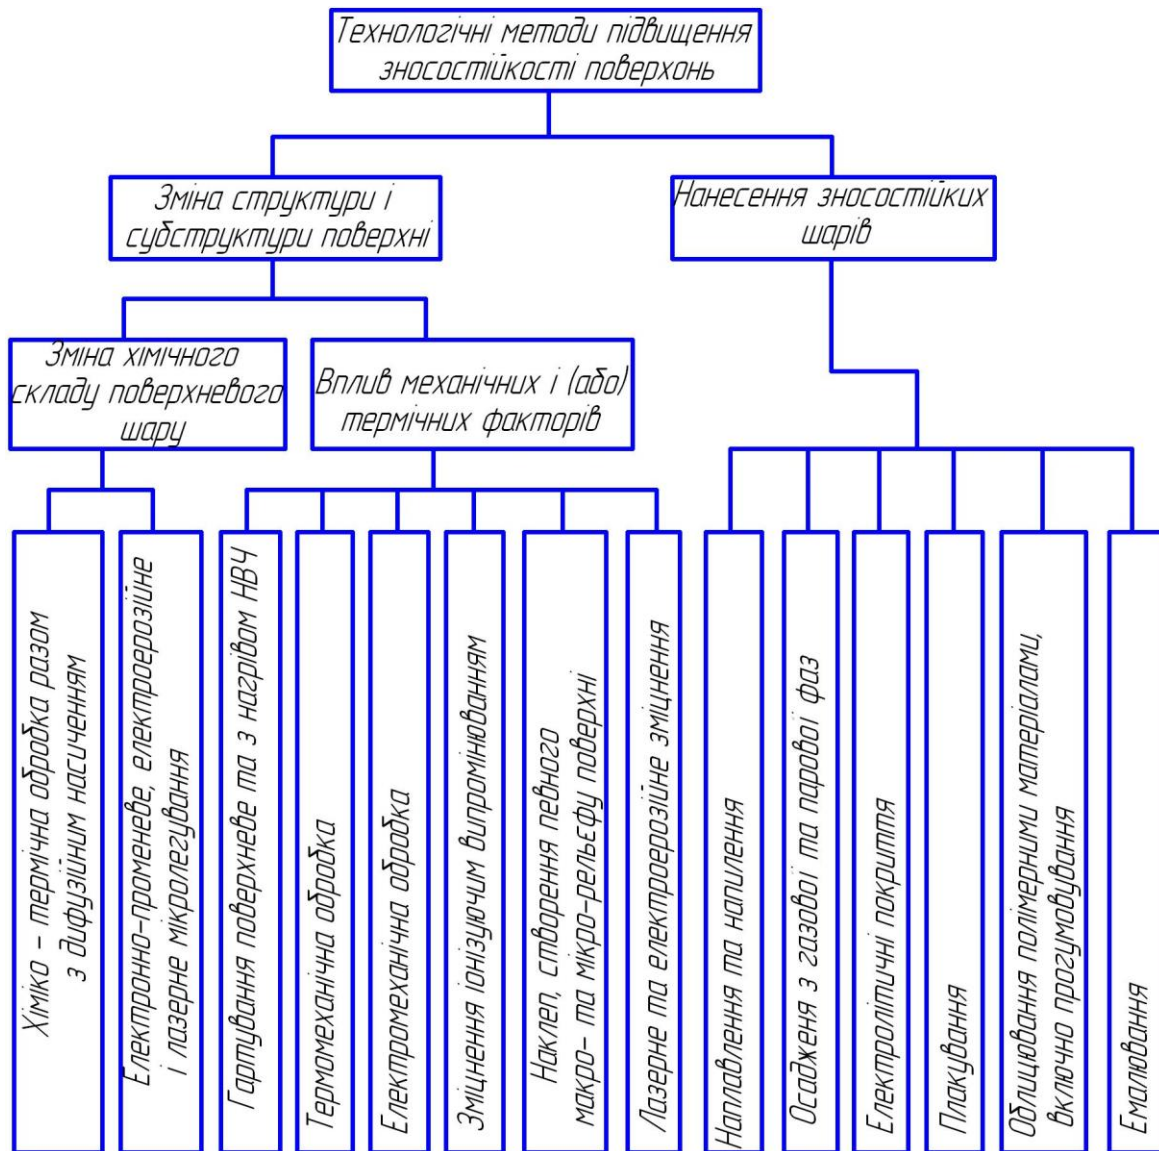 Технологічні методи підвищення
зносостійкості поверхонь
Зміна структури і
субструктури поверхні
Нанесення зносостійких
шарів
Зміна хімічного
складу поверхневого
шару
Вплив механічних і (або)
термічних факторів
Хіміко - термічна обробка разом
з дифузійним насиченням
Електронно-променеве, електроерозійне
і лазерне мікролегування
Гартування поверхневе та з нагрівом НВЧ
Термомеханічна обробка
Електромеханічна обробка
Зміцнення іонізуючим випромінюванням
Наклеп, створення певного
макро- та мікро-рельєфу поверхні
Лазерне та електроерозійне зміцнення
Наплавлення та напилення
Осадженя з газової та парової фаз
Електролітичні покриття
Плакування
Облицювання полімерними матеріалами,
включно прогумовування
Емалювання